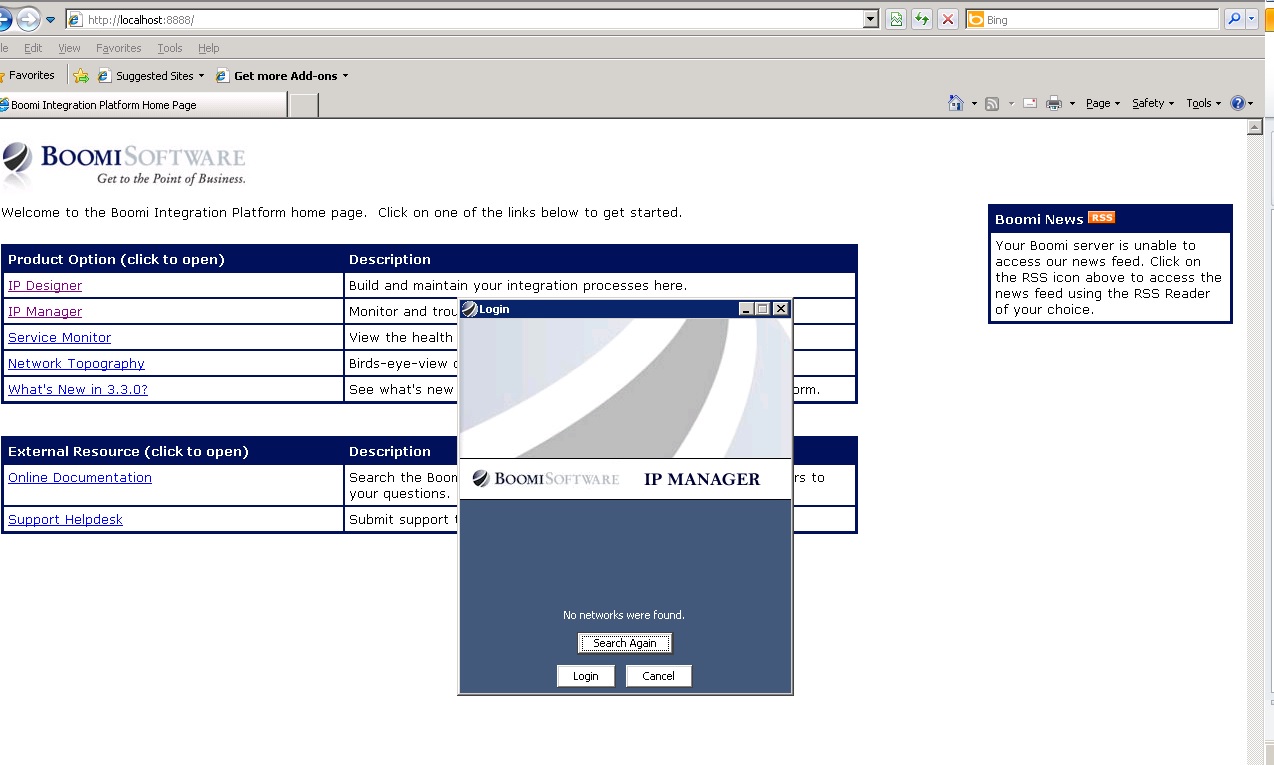 http://localhost:8888/
Bing
Edit View Favorites Tools Help
Favorites Suggested Sites Get more Add-ons
Boomi Integration Platform Home Page
Page Safety Tools
BOOMISOFTWARE
Get to the Point of Business.
Welcome to the Boomi Integration Platform home page. Click on one of the links below to get started.
Product Option (click to open) Description
IP Designer Build and maintain your integration processes here.
IP Manager Monitor and trou
Service Monitor View the health
Network Topography Birds-eye-view
What's New in 3.3.0? See what's new orm.
External Resource (click to open) Description
Online Documentation Search the Boom rs to
your questions.
Support Helpdesk Submit support
Boomi News RSS
Your Boomi server is unable to
access our news feed. Click on
the RSS icon above to access the
news feed using the RSS Reader
of your choice.
Login
BOOMISOFTWARE IP MANAGER
No networks were found.
Search Again
Login Cancel